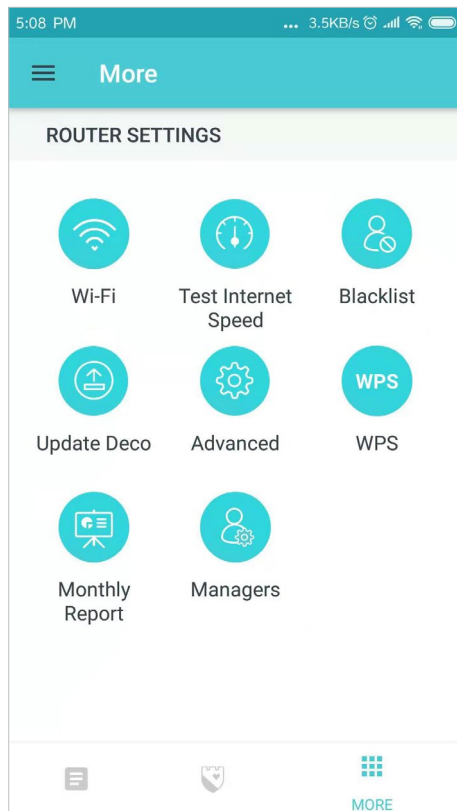 5:08 PM ... 3.5KB/s
More
ROUTER SETTINGS
Wi-Fi
Test Internet
Speed
Blacklist
Update Deco
Advanced
WPS
WPS
Monthly
Report
Managers
MORE